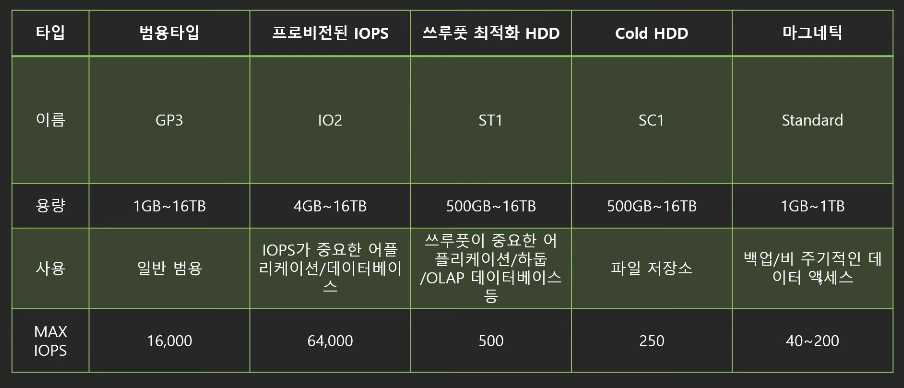 타입 범용타입 프로비전된 IOPS 쓰루풋 최적화 HDD Cold HDD 마그네틱
이름 GP3 IO2 ST1 SC1 Standard
용량 1GB~16TB 4GB~16TB 500GB~16TB 500GB~16TB 1GB~1TB
사용
일반 범용
IOPS가 중요한 어플
리케이션/데이터베이
스
쓰루풋이 중요한 어
플리케이션/하둡
/OLAP 데이터베이스
등
파일 저장소
백업/비 주기적인 데
이터 액세스
MAX
IOPS
16,000 64,000 500 250 40~200